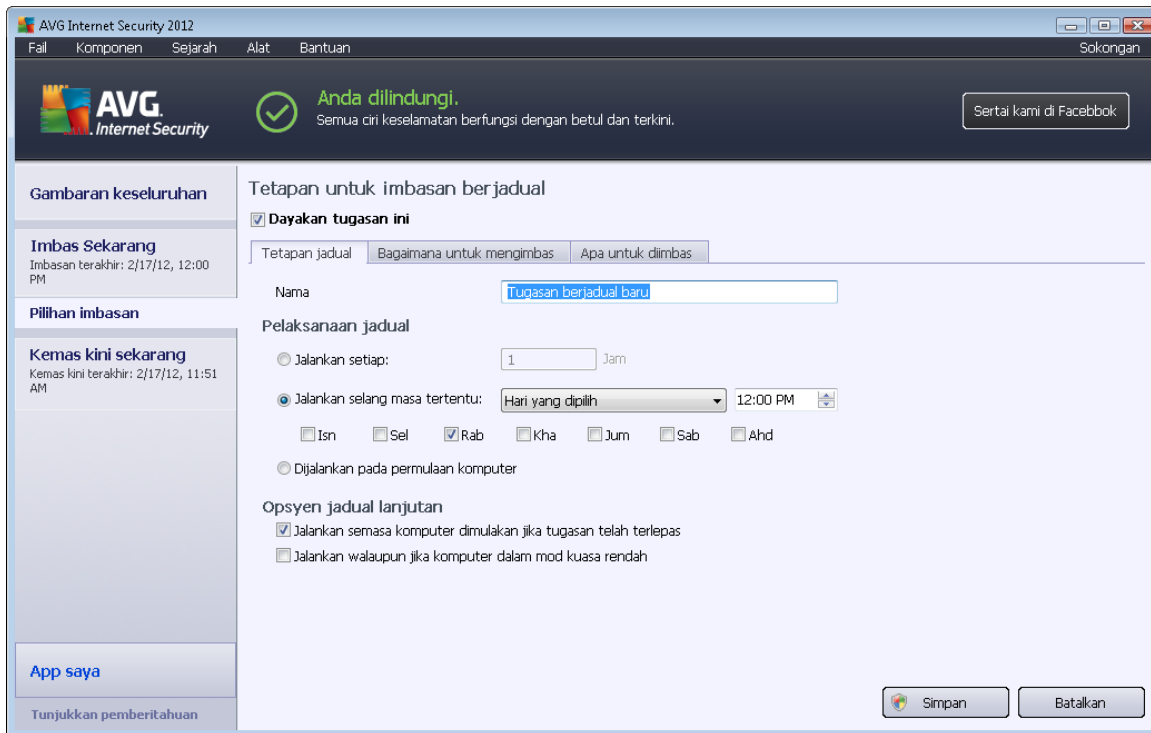 AVG Internet Security 2012
Fail Komponen Sejarah Alat Bantuan Sokongan
AVG.
Internet Security
Anda dilindungi.
Semua ciri keselamatan berfungsi dengan betul dan terkini.
Sertai kami di Facebbok
Gambaran keseluruhan
Imbas Sekarang
Imbasan terakhir: 2/17/12, 12:00
PM
Pilihan imbasan
Kemas kini sekarang
Kemas kini terakhir: 2/17/12, 11:51
AM
App saya
Tunjukkan pemberitahuan
Tetapan untuk imbasan berjadual
Dayakan tugasan ini
Tetapan jadual Bagaimana untuk mengimbas Apa untuk diimbas
Nama Tugasan berjadual baru
Pelaksanaan jadual
Jalankan setiap: 1 Jam
Jalankan selang masa tertentu: Hari yang dipilih 12:00 PM
Isn Sel Rab Kha Jum Sab Ahd
Dijalankan pada permulaan komputer
Opsyen jadual lanjutan
Jalankan semasa komputer dimulakan jika tugasan telah terlepas
Jalankan walaupun jika komputer dalam mod kuasa rendah
Simpan Batalkan